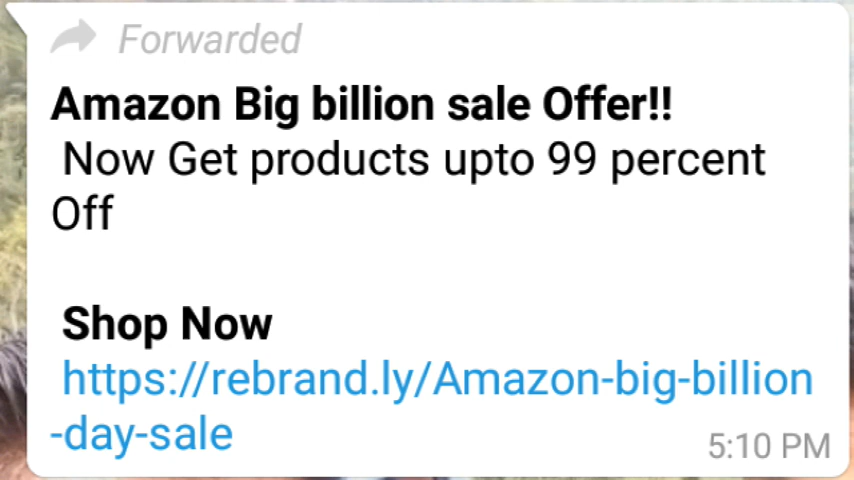 Forwarded
Amazon Big billion sale Offer!!
Now Get products upto 99 percent
Off
Shop Now
https://rebrand.ly/Amazon-big-billion
-day-sale
5:10 PM